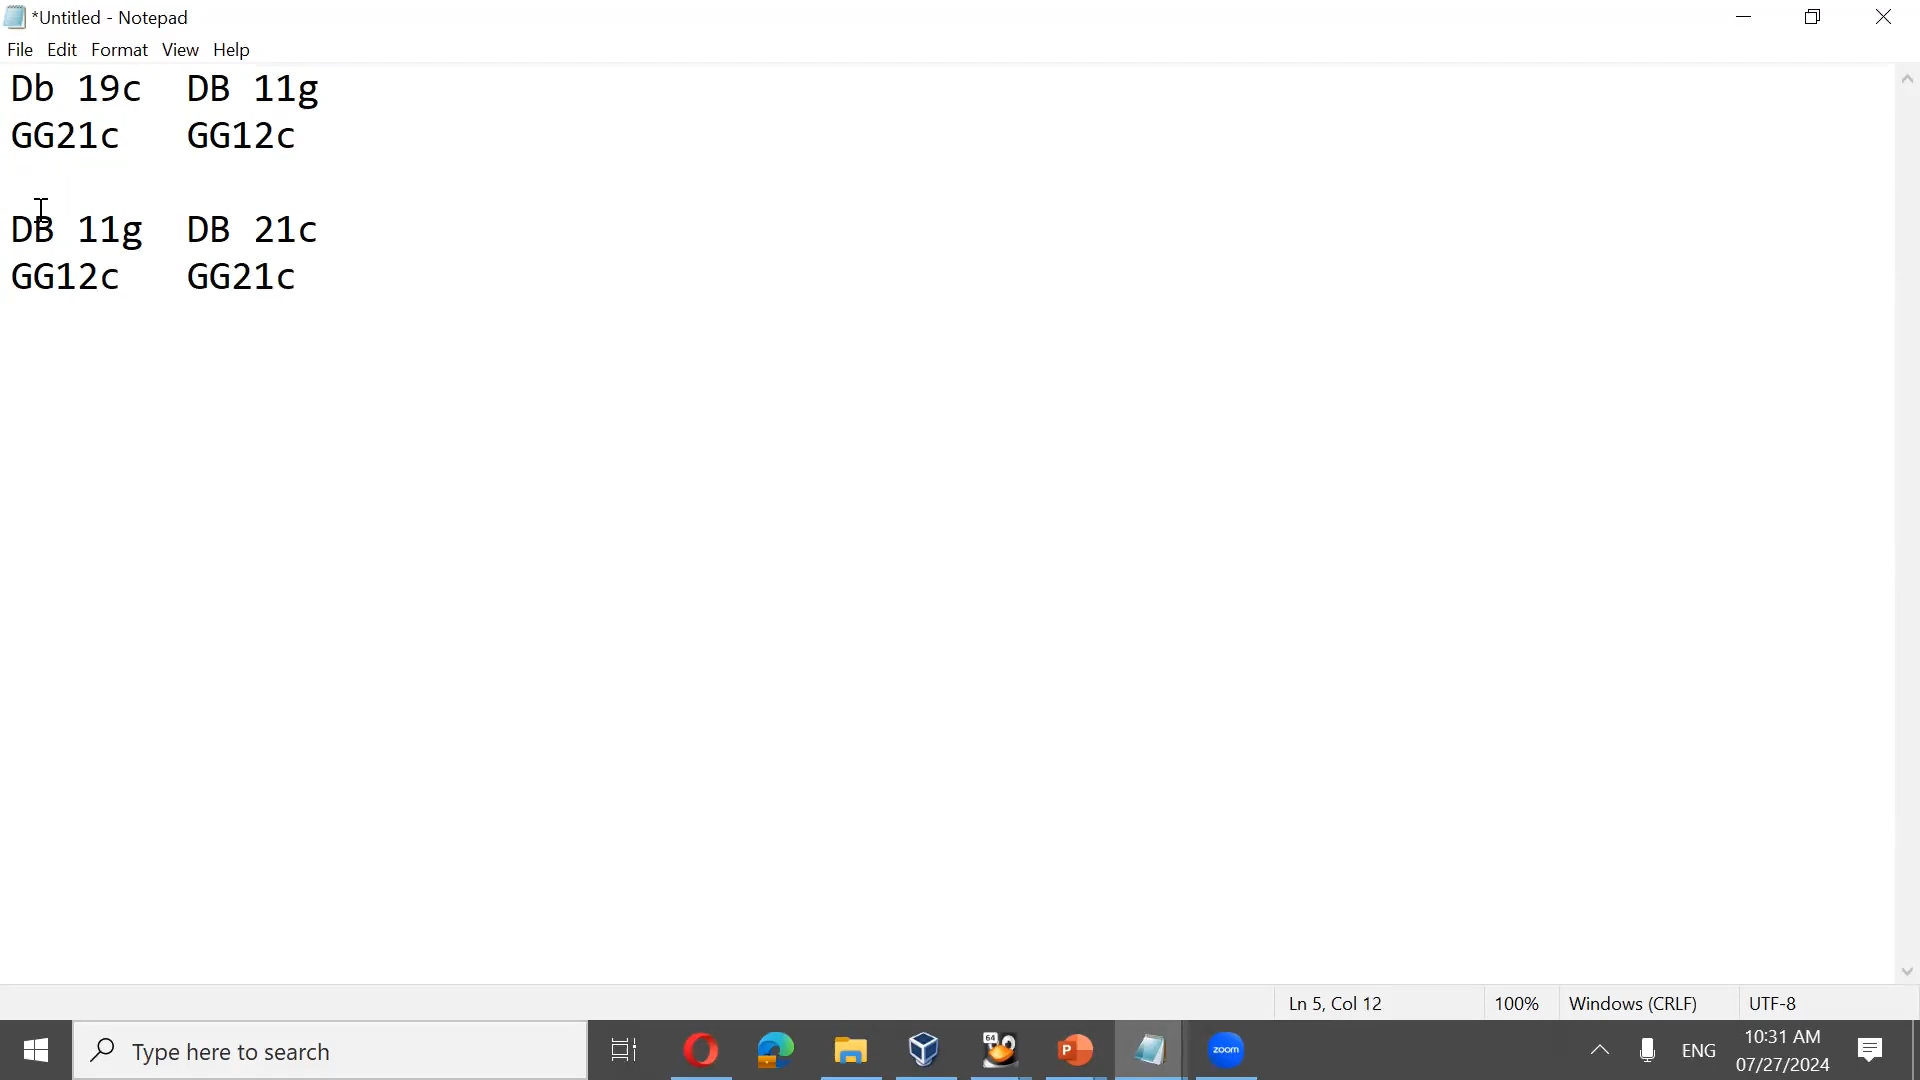 *Untitled - Notepad
File Edit Format View Help
Db 19c  DB 11g
GG21c   GG12c
DB 11g  DB 21c
GG12c   GG21c
Ln 5, Col 12 100% Windows (CRLF) UTF-8
Type here to search
64
P
zoom
ENG
10:31 AM
07/27/2024